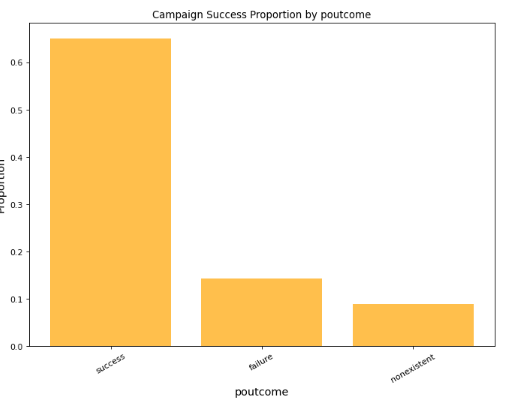 Campaign Success Proportion by poutcome
Proportion
0.6
0.5
0.4
0.3
0.2
0.1
0.0
success
failure
nonexistent
poutcome